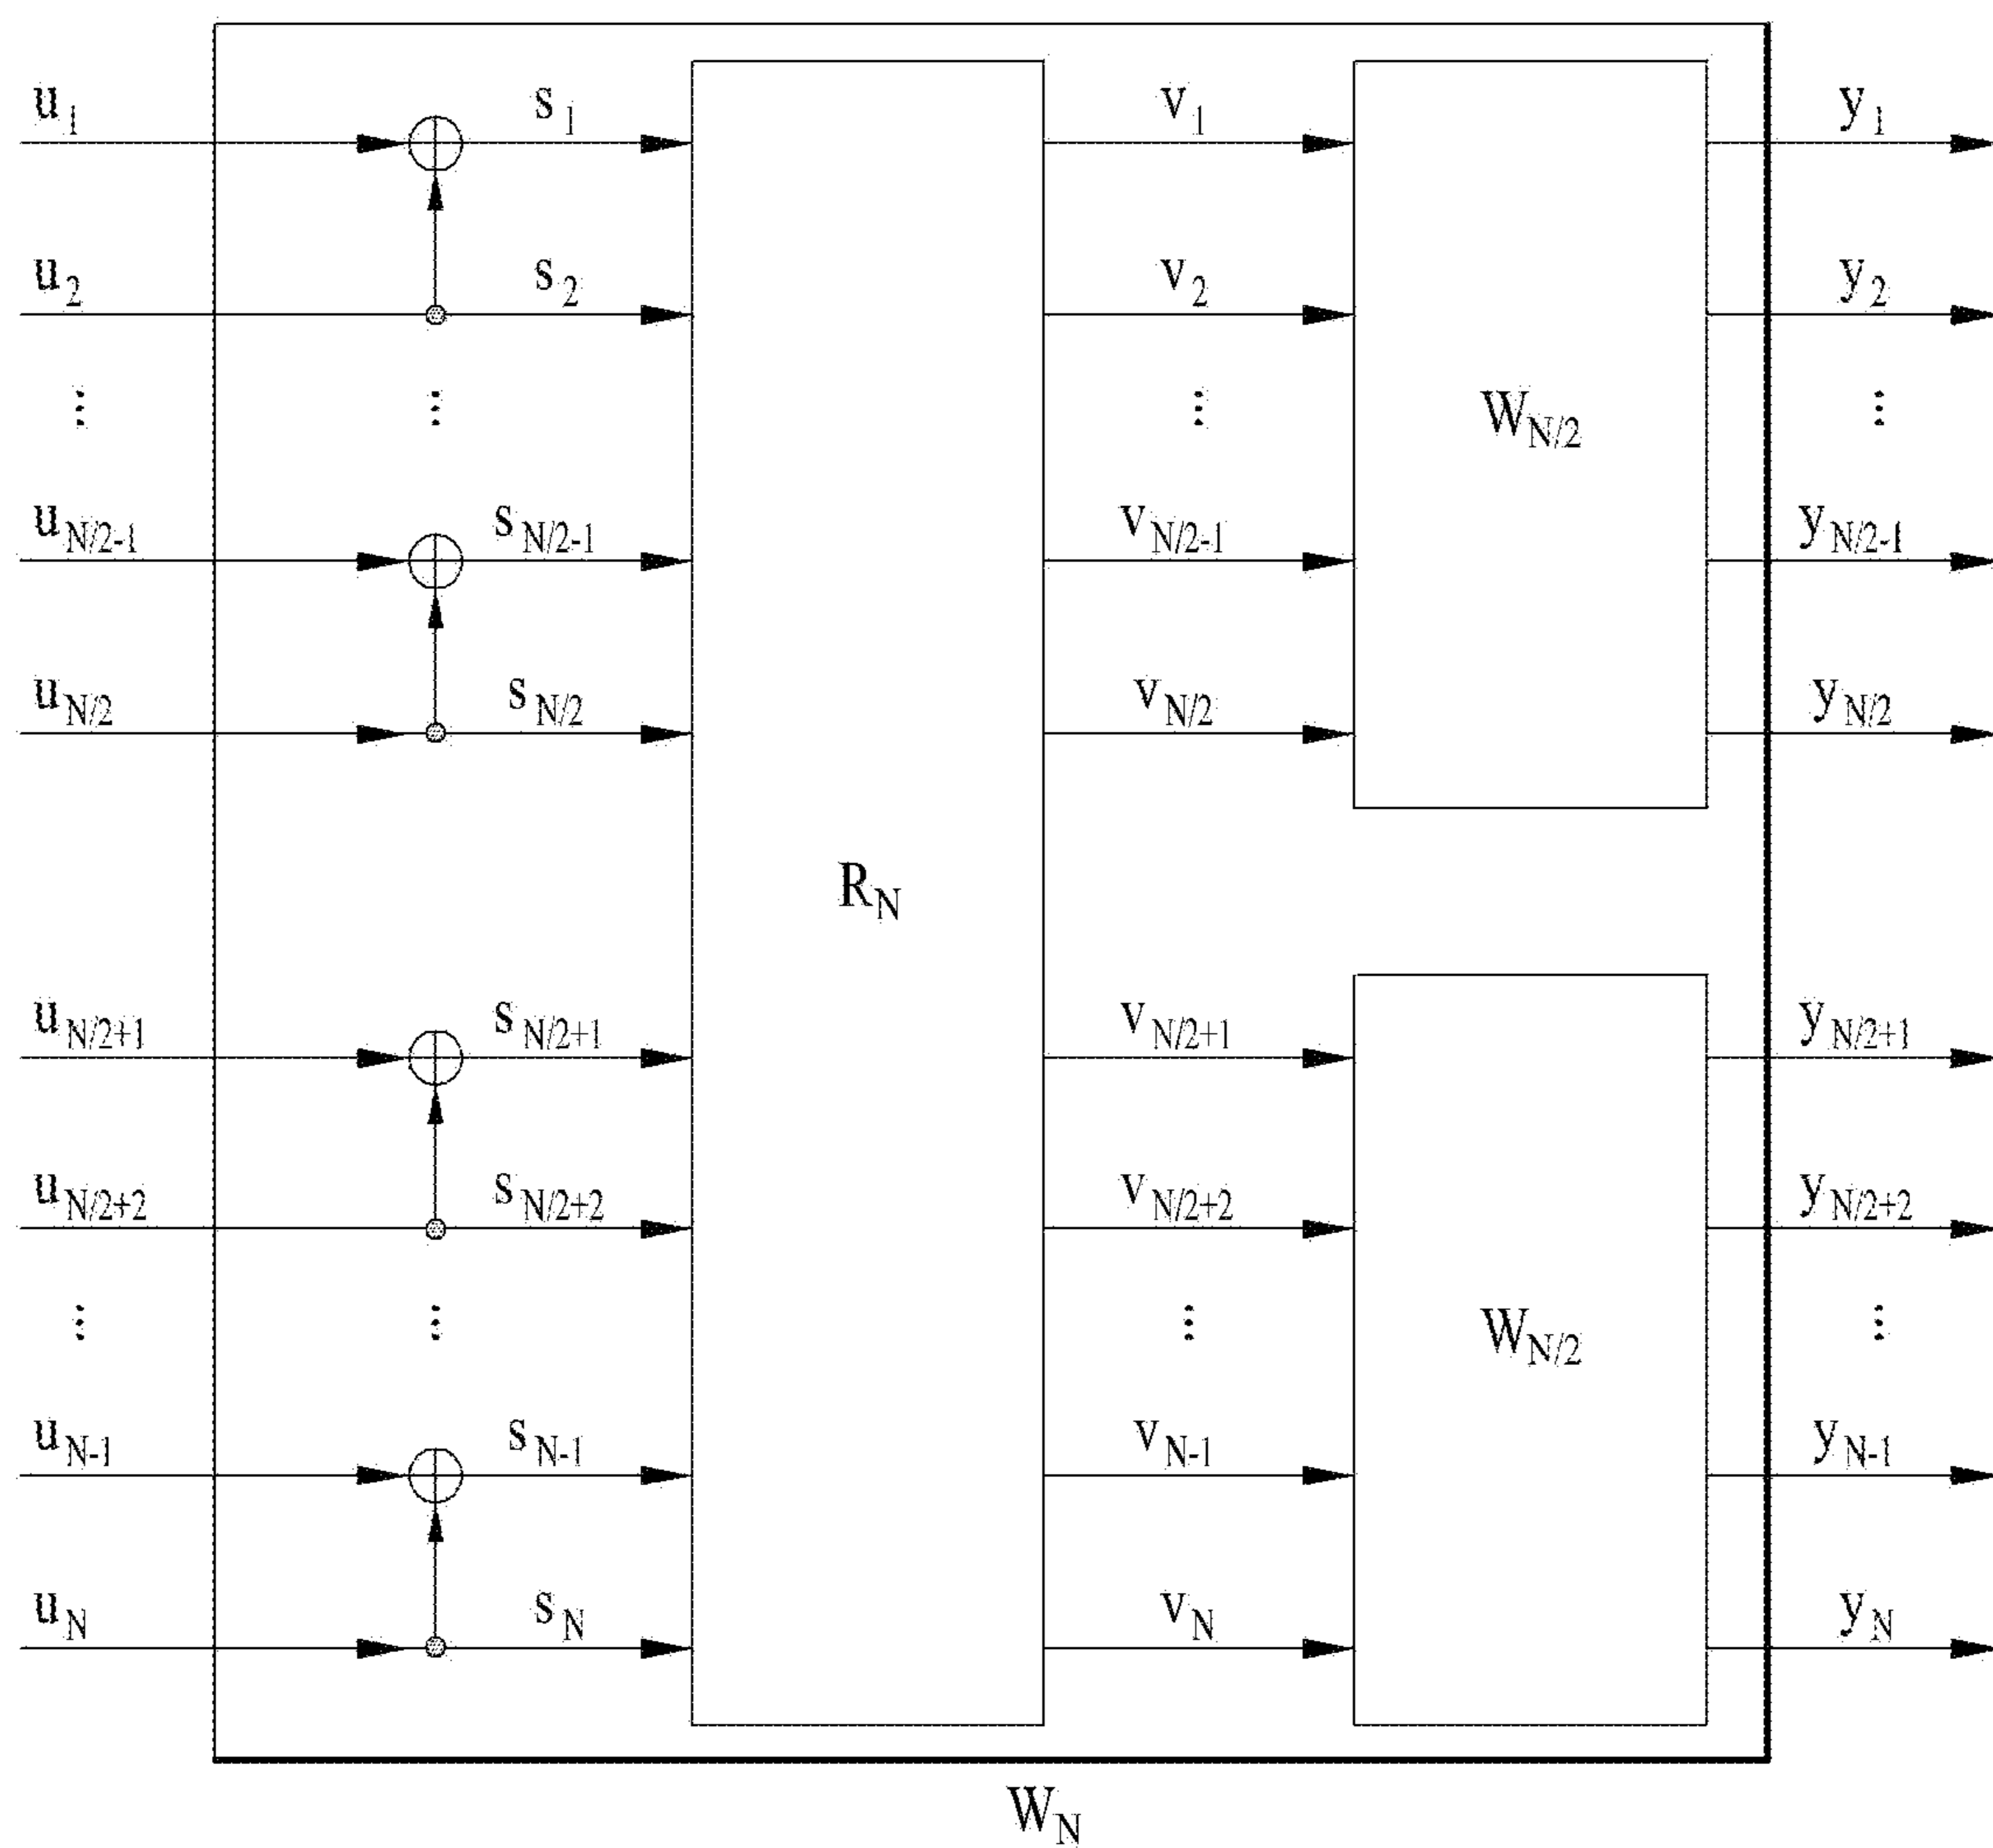 u1 s1 v1 y1
u2 s2 v2 y2
⋮ ⋮ ⋮ WN/2 ⋮
uN/2-1 sN/2-1 vN/2-1 yN/2-1
uN/2 sN/2 vN/2 yN/2
RN
uN/2+1 sN/2+1 vN/2+1 yN/2+1
uN/2+2 sN/2+2 vN/2+2 yN/2+2
⋮ ⋮ ⋮ WN/2 ⋮
uN-1 sN-1 vN-1 yN-1
uN sN vN yN
WN